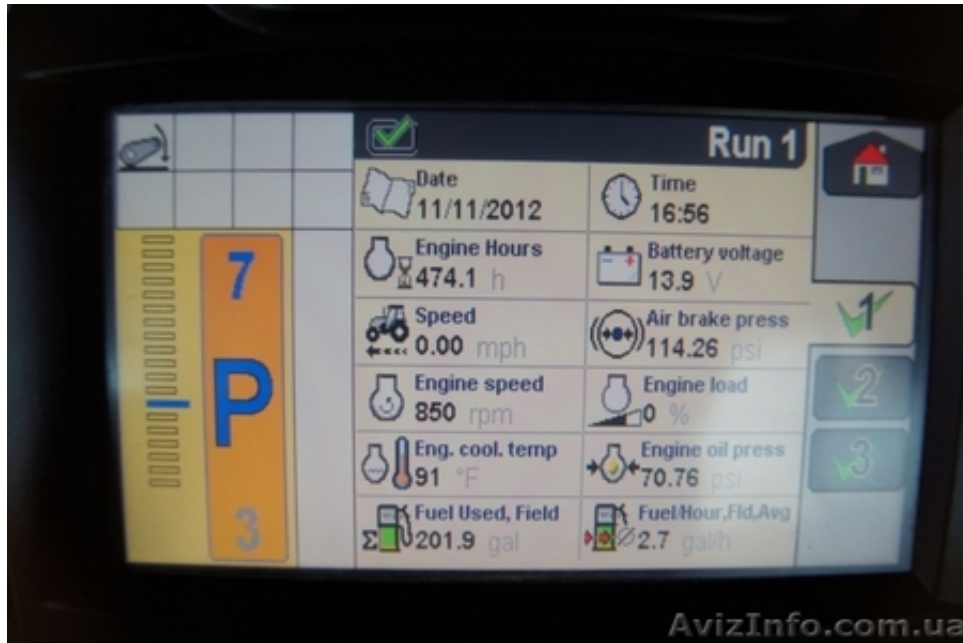 Run 1
Date
11/11/2012
Time
16:56
Engine Hours
474.1 h
Battery voltage
13.9 V
Speed
0.00 mph
Air brake press
114.26 psi
Engine speed
850 rpm
Engine load
0 %
Eng. cool. temp
91 °F
Engine oil press
70.76 psi
Fuel Used, Field
201.9 gal
Fuel/Hour,Fld,Avg
2.7 gal/h
7
P
3
1
2
3
AvizInfo.com.ua